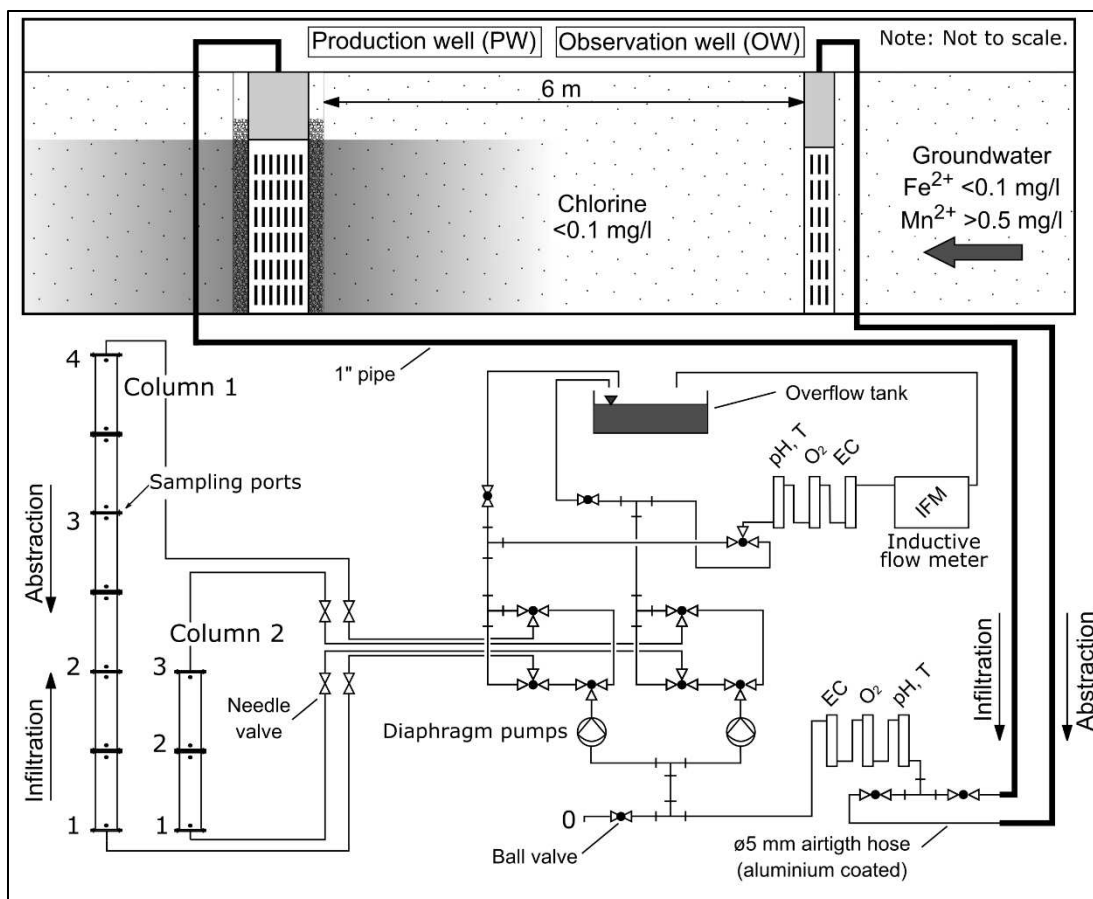 Production well (PW)
Observation well (OW)
Note: Not to scale.
6 m
Chlorine
<0.1 mg/l
Groundwater
Fe²⁺ <0.1 mg/l
Mn²⁺ >0.5 mg/l
1" pipe
4
Column 1
Sampling ports
3
Abstraction
2
Infiltration
1
Column 2
3
2
1
Needle
valve
Overflow tank
pH, T
O₂
EC
IFM
Inductive
flow meter
Diaphragm pumps
EC
O₂
pH, T
Infiltration
Abstraction
0
Ball valve
ø5 mm airtigth hose
(aluminium coated)